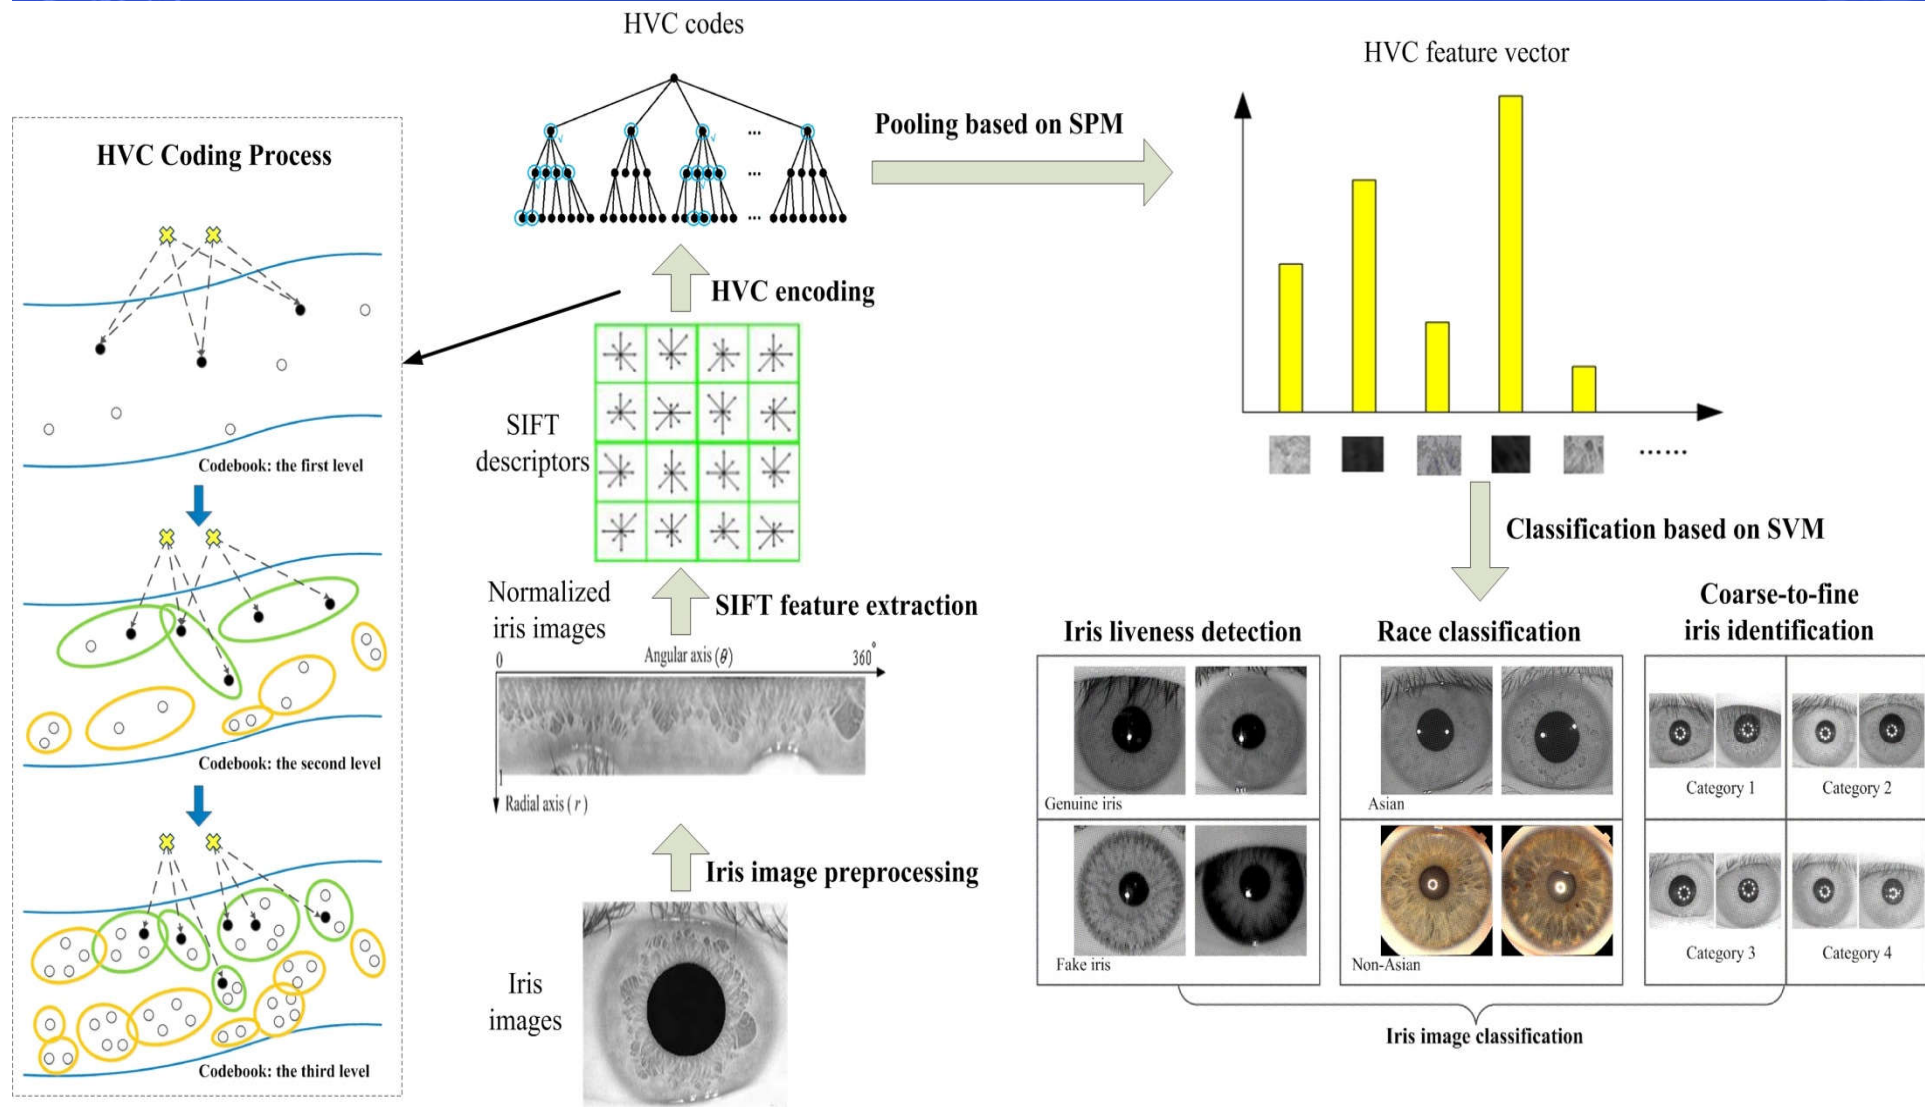 HVC codes
HVC feature vector
Pooling based on SPM
HVC Coding Process
Codebook: the first level
Codebook: the second level
Codebook: the third level
HVC encoding
SIFT
descriptors
Normalized
iris images
SIFT feature extraction
0
Angular axis (θ)
360°
1
Radial axis (r)
Iris image preprocessing
Iris
images
......
Classification based on SVM
Iris liveness detection
Race classification
Coarse-to-fine
iris identification
Genuine iris
Asian
Category 1
Category 2
Fake iris
Non-Asian
Category 3
Category 4
Iris image classification